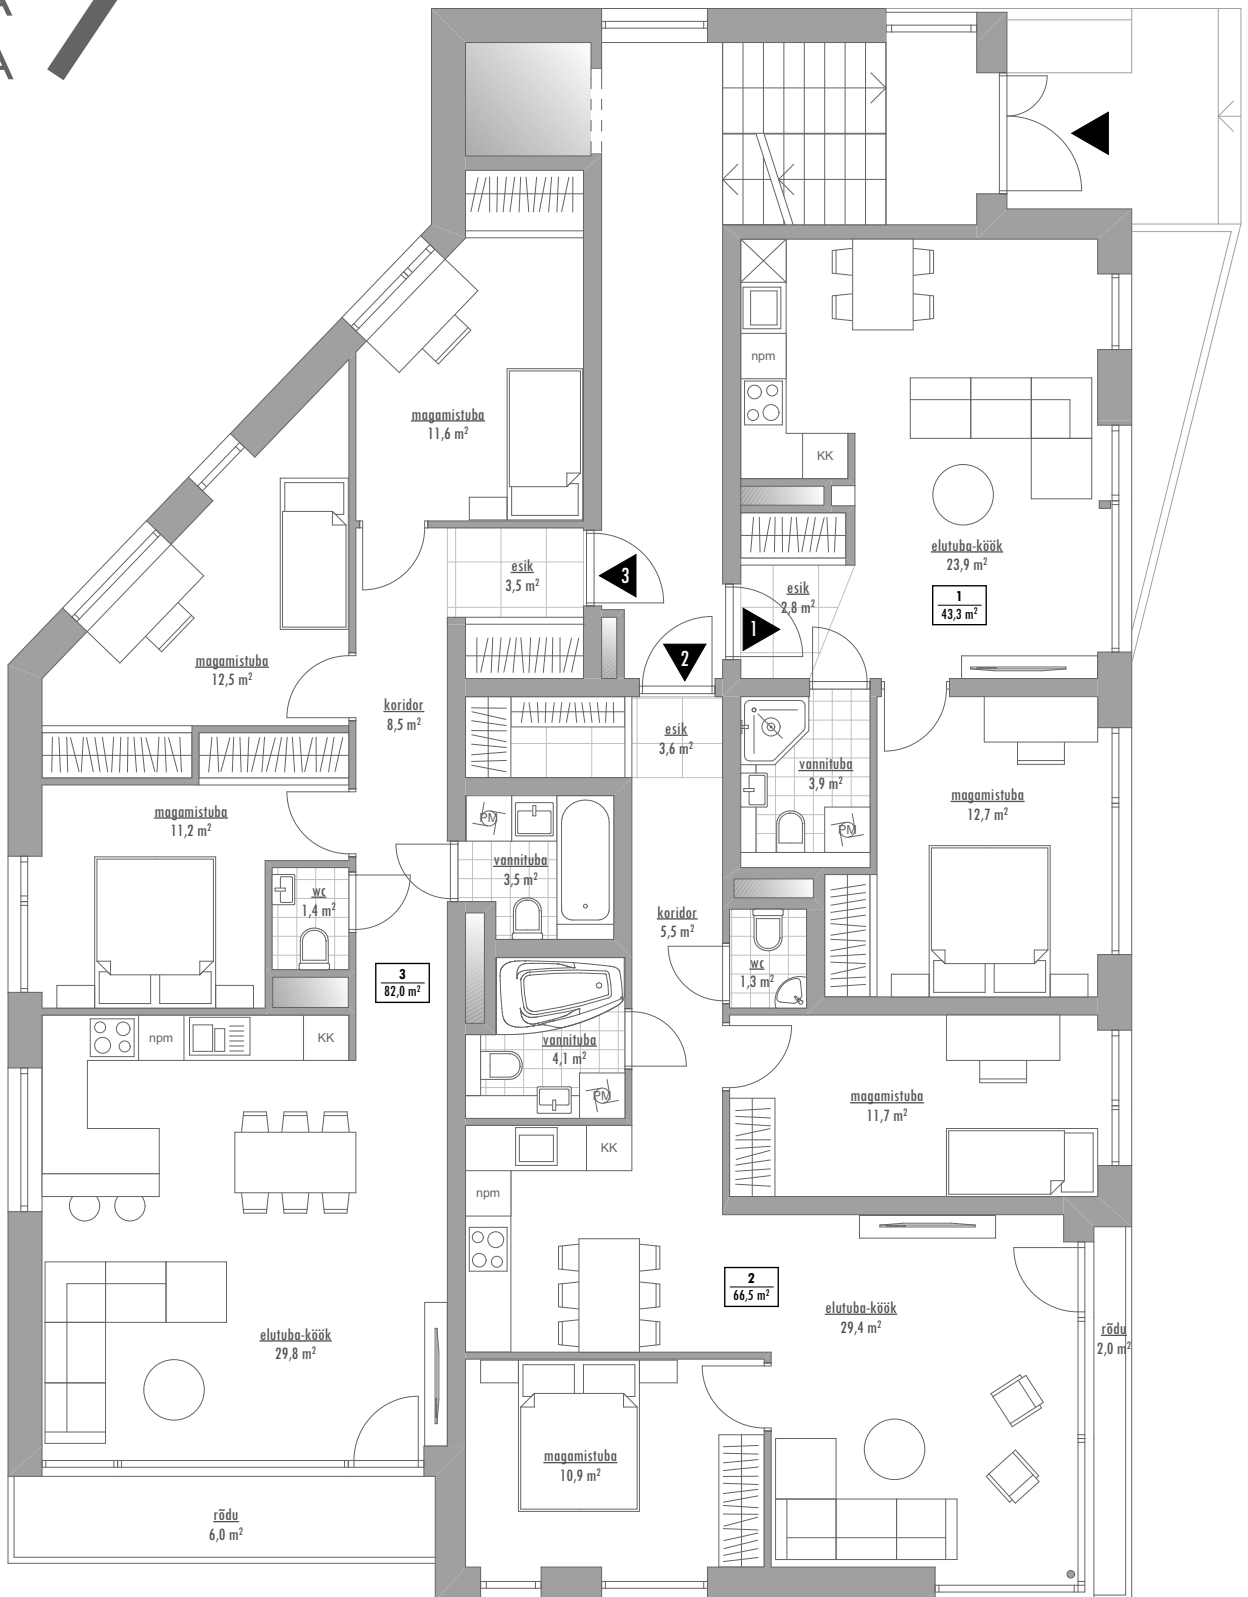 A
A
npm
KK
magamistuba
11,6 m²
elutuba-köök
23,9 m²
esik
3,5 m²
3
esik
2,8 m²
1
43,3 m²
1
2
magamistuba
12,5 m²
koridor
8,5 m²
esik
3,6 m²
vannituba
3,9 m²
magamistuba
12,7 m²
magamistuba
11,2 m²
PM
PM
vannituba
3,5 m²
wc
1,4 m²
koridor
5,5 m²
3
82,0 m²
wc
1,3 m²
npm
KK
vannituba
4,1 m²
PM
magamistuba
11,7 m²
KK
npm
2
66,5 m²
elutuba-köök
29,4 m²
elutuba-köök
29,8 m²
rõdu
2,0 m²
magamistuba
10,9 m²
rõdu
6,0 m²